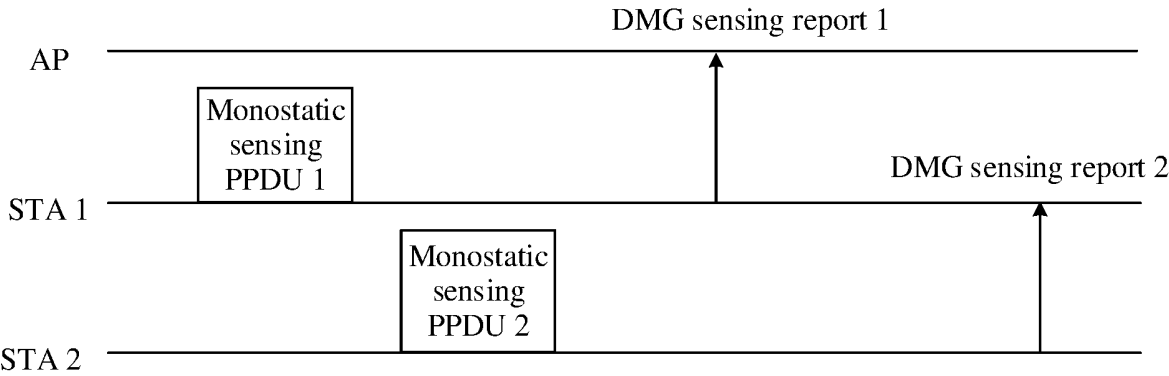 DMG sensing report 1
AP
Monostatic
sensing
PPDU 1
DMG sensing report 2
STA 1
Monostatic
sensing
PPDU 2
STA 2